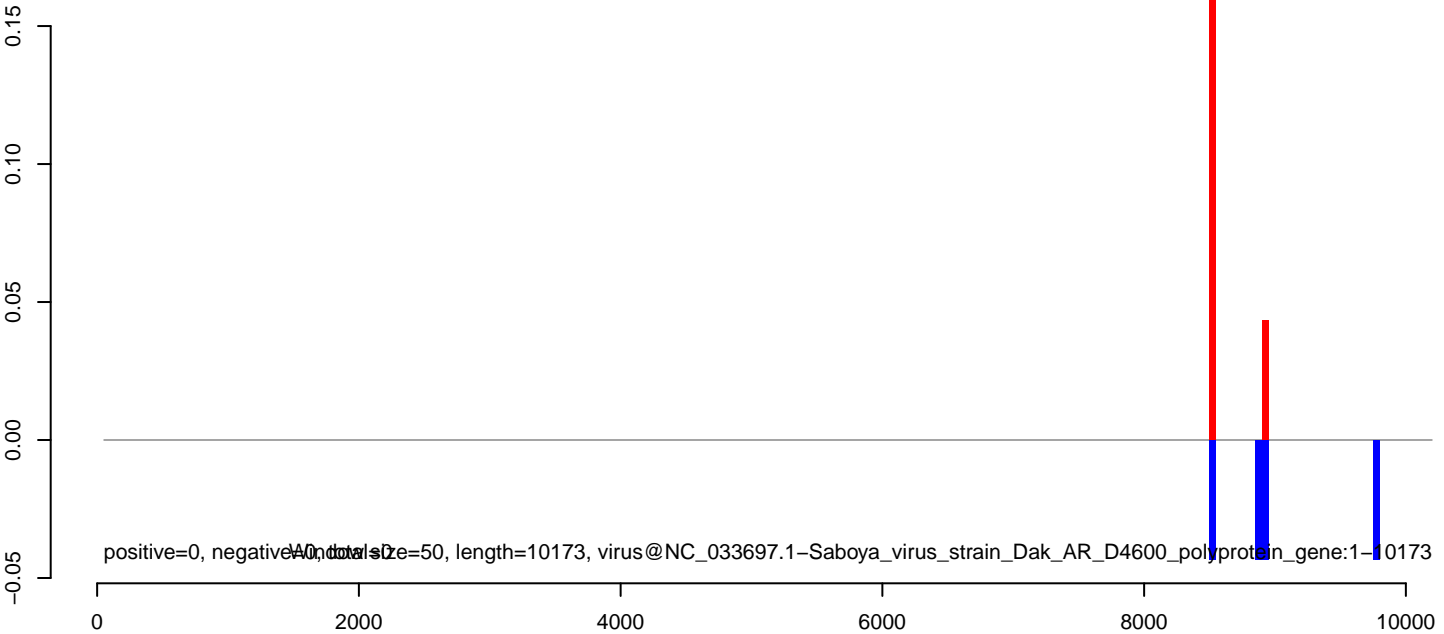 0.15
0.10
0.05
0.00
−0.05
positive=0, negative=0, total=0
Window size=50, length=10173, virus@NC_033697.1−Saboya_virus_strain_Dak_AR_D4600_polyprotein_gene:1−10173
0 2000 4000 6000 8000 10000